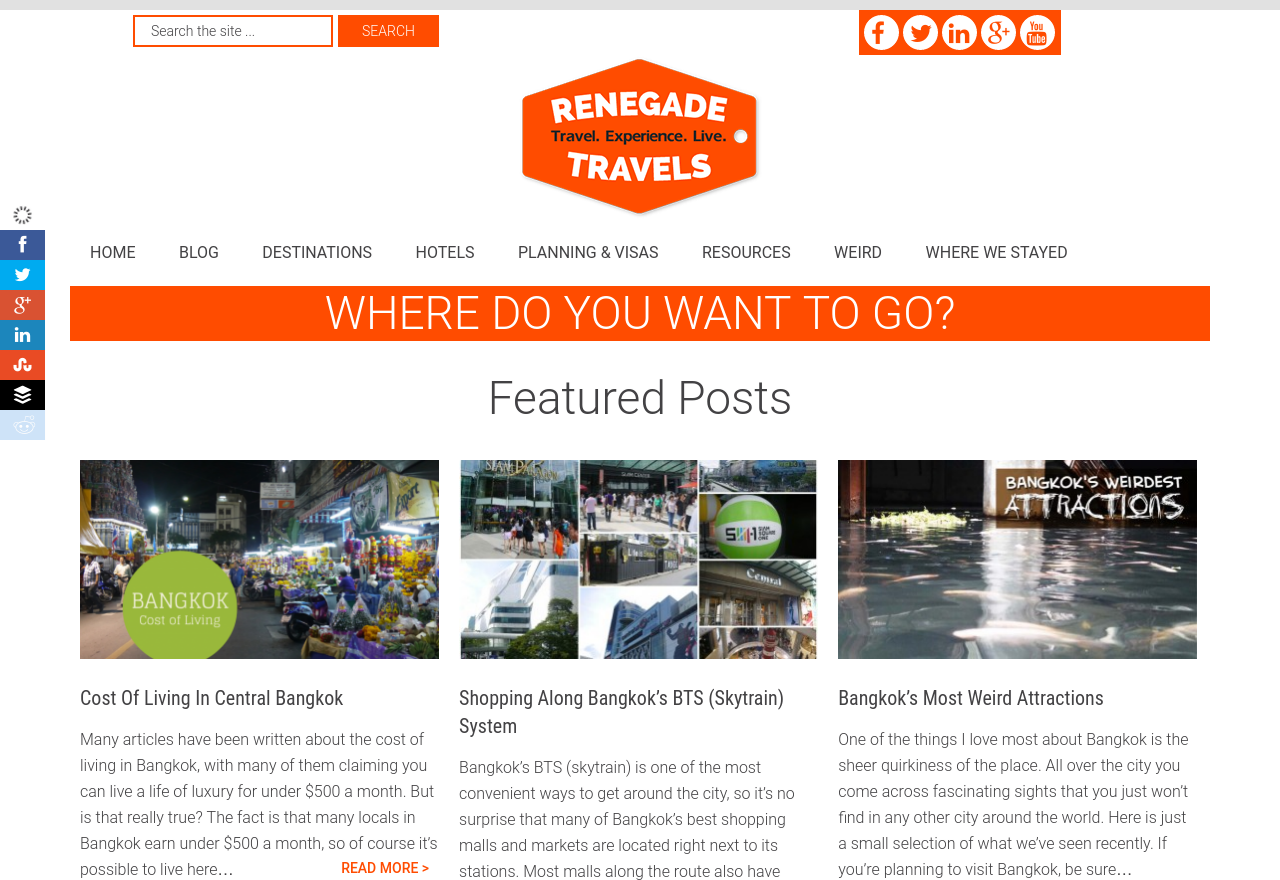 Search the site ...
SEARCH
You
Tube
RENEGADE
Travel. Experience. Live.
TRAVELS
HOME BLOG DESTINATIONS HOTELS PLANNING & VISAS RESOURCES WEIRD WHERE WE STAYED
WHERE DO YOU WANT TO GO?
Featured Posts
BANGKOK
Cost of Living
SIAM PARAGON
SIAM SQUARE ONE
Central
BANGKOK'S WEIRDEST
ATTRACTIONS
Cost Of Living In Central Bangkok
Many articles have been written about the cost of
living in Bangkok, with many of them claiming you
can live a life of luxury for under $500 a month. But
is that really true? The fact is that many locals in
Bangkok earn under $500 a month, so of course it's
possible to live here…
READ MORE >
Shopping Along Bangkok's BTS (Skytrain)
System
Bangkok's BTS (skytrain) is one of the most
convenient ways to get around the city, so it's no
surprise that many of Bangkok's best shopping
malls and markets are located right next to its
stations. Most malls along the route also have
Bangkok's Most Weird Attractions
One of the things I love most about Bangkok is the
sheer quirkiness of the place. All over the city you
come across fascinating sights that you just won't
find in any other city around the world. Here is just
a small selection of what we've seen recently. If
you're planning to visit Bangkok, be sure…